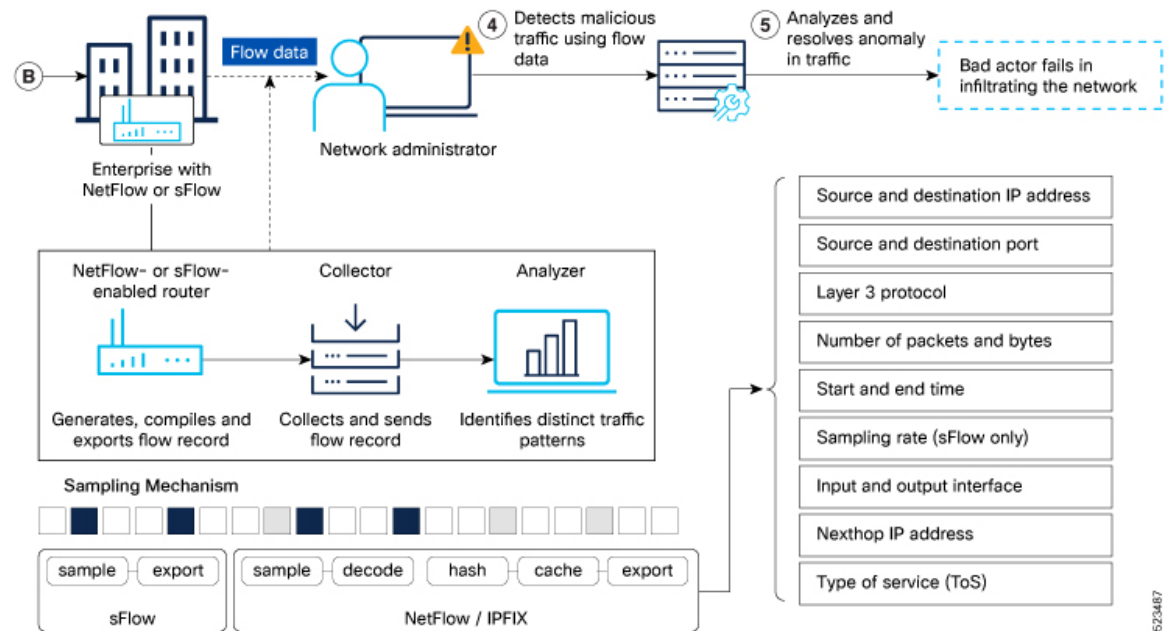 B
Flow data
4
Detects malicious
traffic using flow
data
5
Analyzes and
resolves anomaly
in traffic
Bad actor fails in
infiltrating the network
Network administrator
Enterprise with
NetFlow or sFlow
NetFlow- or sFlow-
enabled router
Collector
Analyzer
Generates, compiles and
exports flow record
Collects and sends
flow record
Identifies distinct traffic
patterns
Sampling Mechanism
sample
export
sFlow
sample
decode
hash
cache
export
NetFlow / IPFIX
Source and destination IP address
Source and destination port
Layer 3 protocol
Number of packets and bytes
Start and end time
Sampling rate (sFlow only)
Input and output interface
Nexthop IP address
Type of service (ToS)
523487